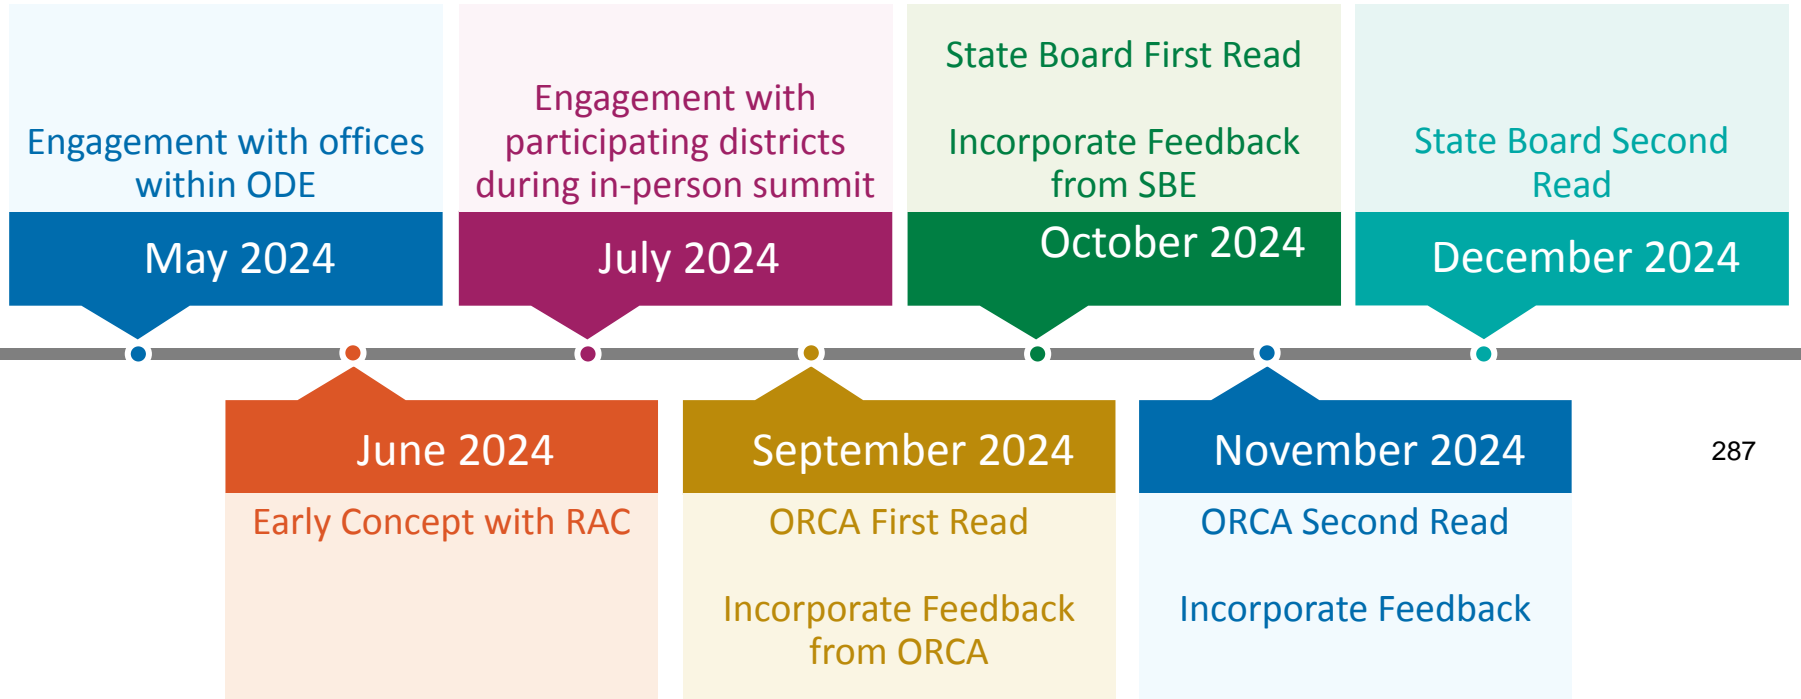 Engagement with offices
within ODE
May 2024
Engagement with
participating districts
during in-person summit
July 2024
State Board First Read
Incorporate Feedback
from SBE
October 2024
State Board Second
Read
December 2024
June 2024
Early Concept with RAC
September 2024
ORCA First Read
Incorporate Feedback
from ORCA
November 2024
ORCA Second Read
Incorporate Feedback
287